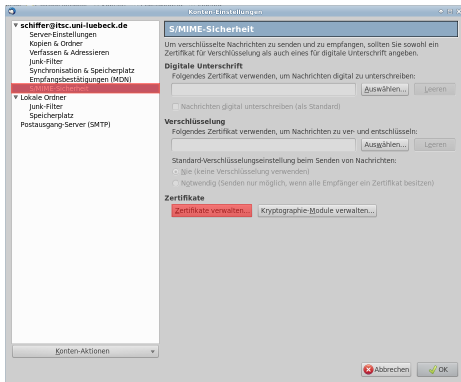 Konten-Einstellungen
schiffer@itsc.uni-luebeck.de
Server-Einstellungen
Kopien & Ordner
Verfassen & Adressieren
Junk-Filter
Synchronisation & Speicherplatz
Empfangsbestätigungen (MDN)
S/MIME-Sicherheit
Lokale Ordner
Junk-Filter
Speicherplatz
Postausgang-Server (SMTP)
Konten-Aktionen
S/MIME-Sicherheit
Um verschlüsselte Nachrichten zu senden und zu empfangen, sollten Sie sowohl ein
Zertifikat für Verschlüsselung als auch eines für digitale Unterschrift angeben.
Digitale Unterschrift
Folgendes Zertifikat verwenden, um Nachrichten digital zu unterschreiben:
Auswählen... Leeren
Nachrichten digital unterschreiben (als Standard)
Verschlüsselung
Folgendes Zertifikat verwenden, um Nachrichten zu ver- und entschlüsseln:
Auswählen... Leeren
Standard-Verschlüsselungseinstellung beim Senden von Nachrichten:
Nie (keine Verschlüsselung verwenden)
Notwendig (Senden nur möglich, wenn alle Empfänger ein Zertifikat besitzen)
Zertifikate
Zertifikate verwalten... Kryptographie-Module verwalten...
Abbrechen OK